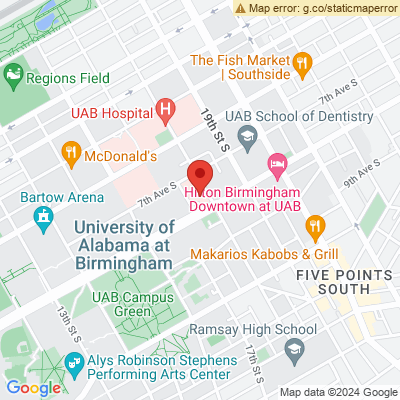 Map error: g.co/staticmaperror
The Fish Market
| Southside
Regions Field
7th Ave S
UAB Hospital
19th St S
UAB School of Dentistry
McDonald's
Hilton Birmingham
Downtown at UAB
7th Ave S
9th Ave S
Bartow Arena
University of
Alabama at
Birmingham
Makarios Kabobs & Grill
FIVE POINTS
SOUTH
UAB Campus
Green
13th St S
Ramsay High School
17th St S
Alys Robinson Stephens
Performing Arts Center
Google
Map data ©2024 Google